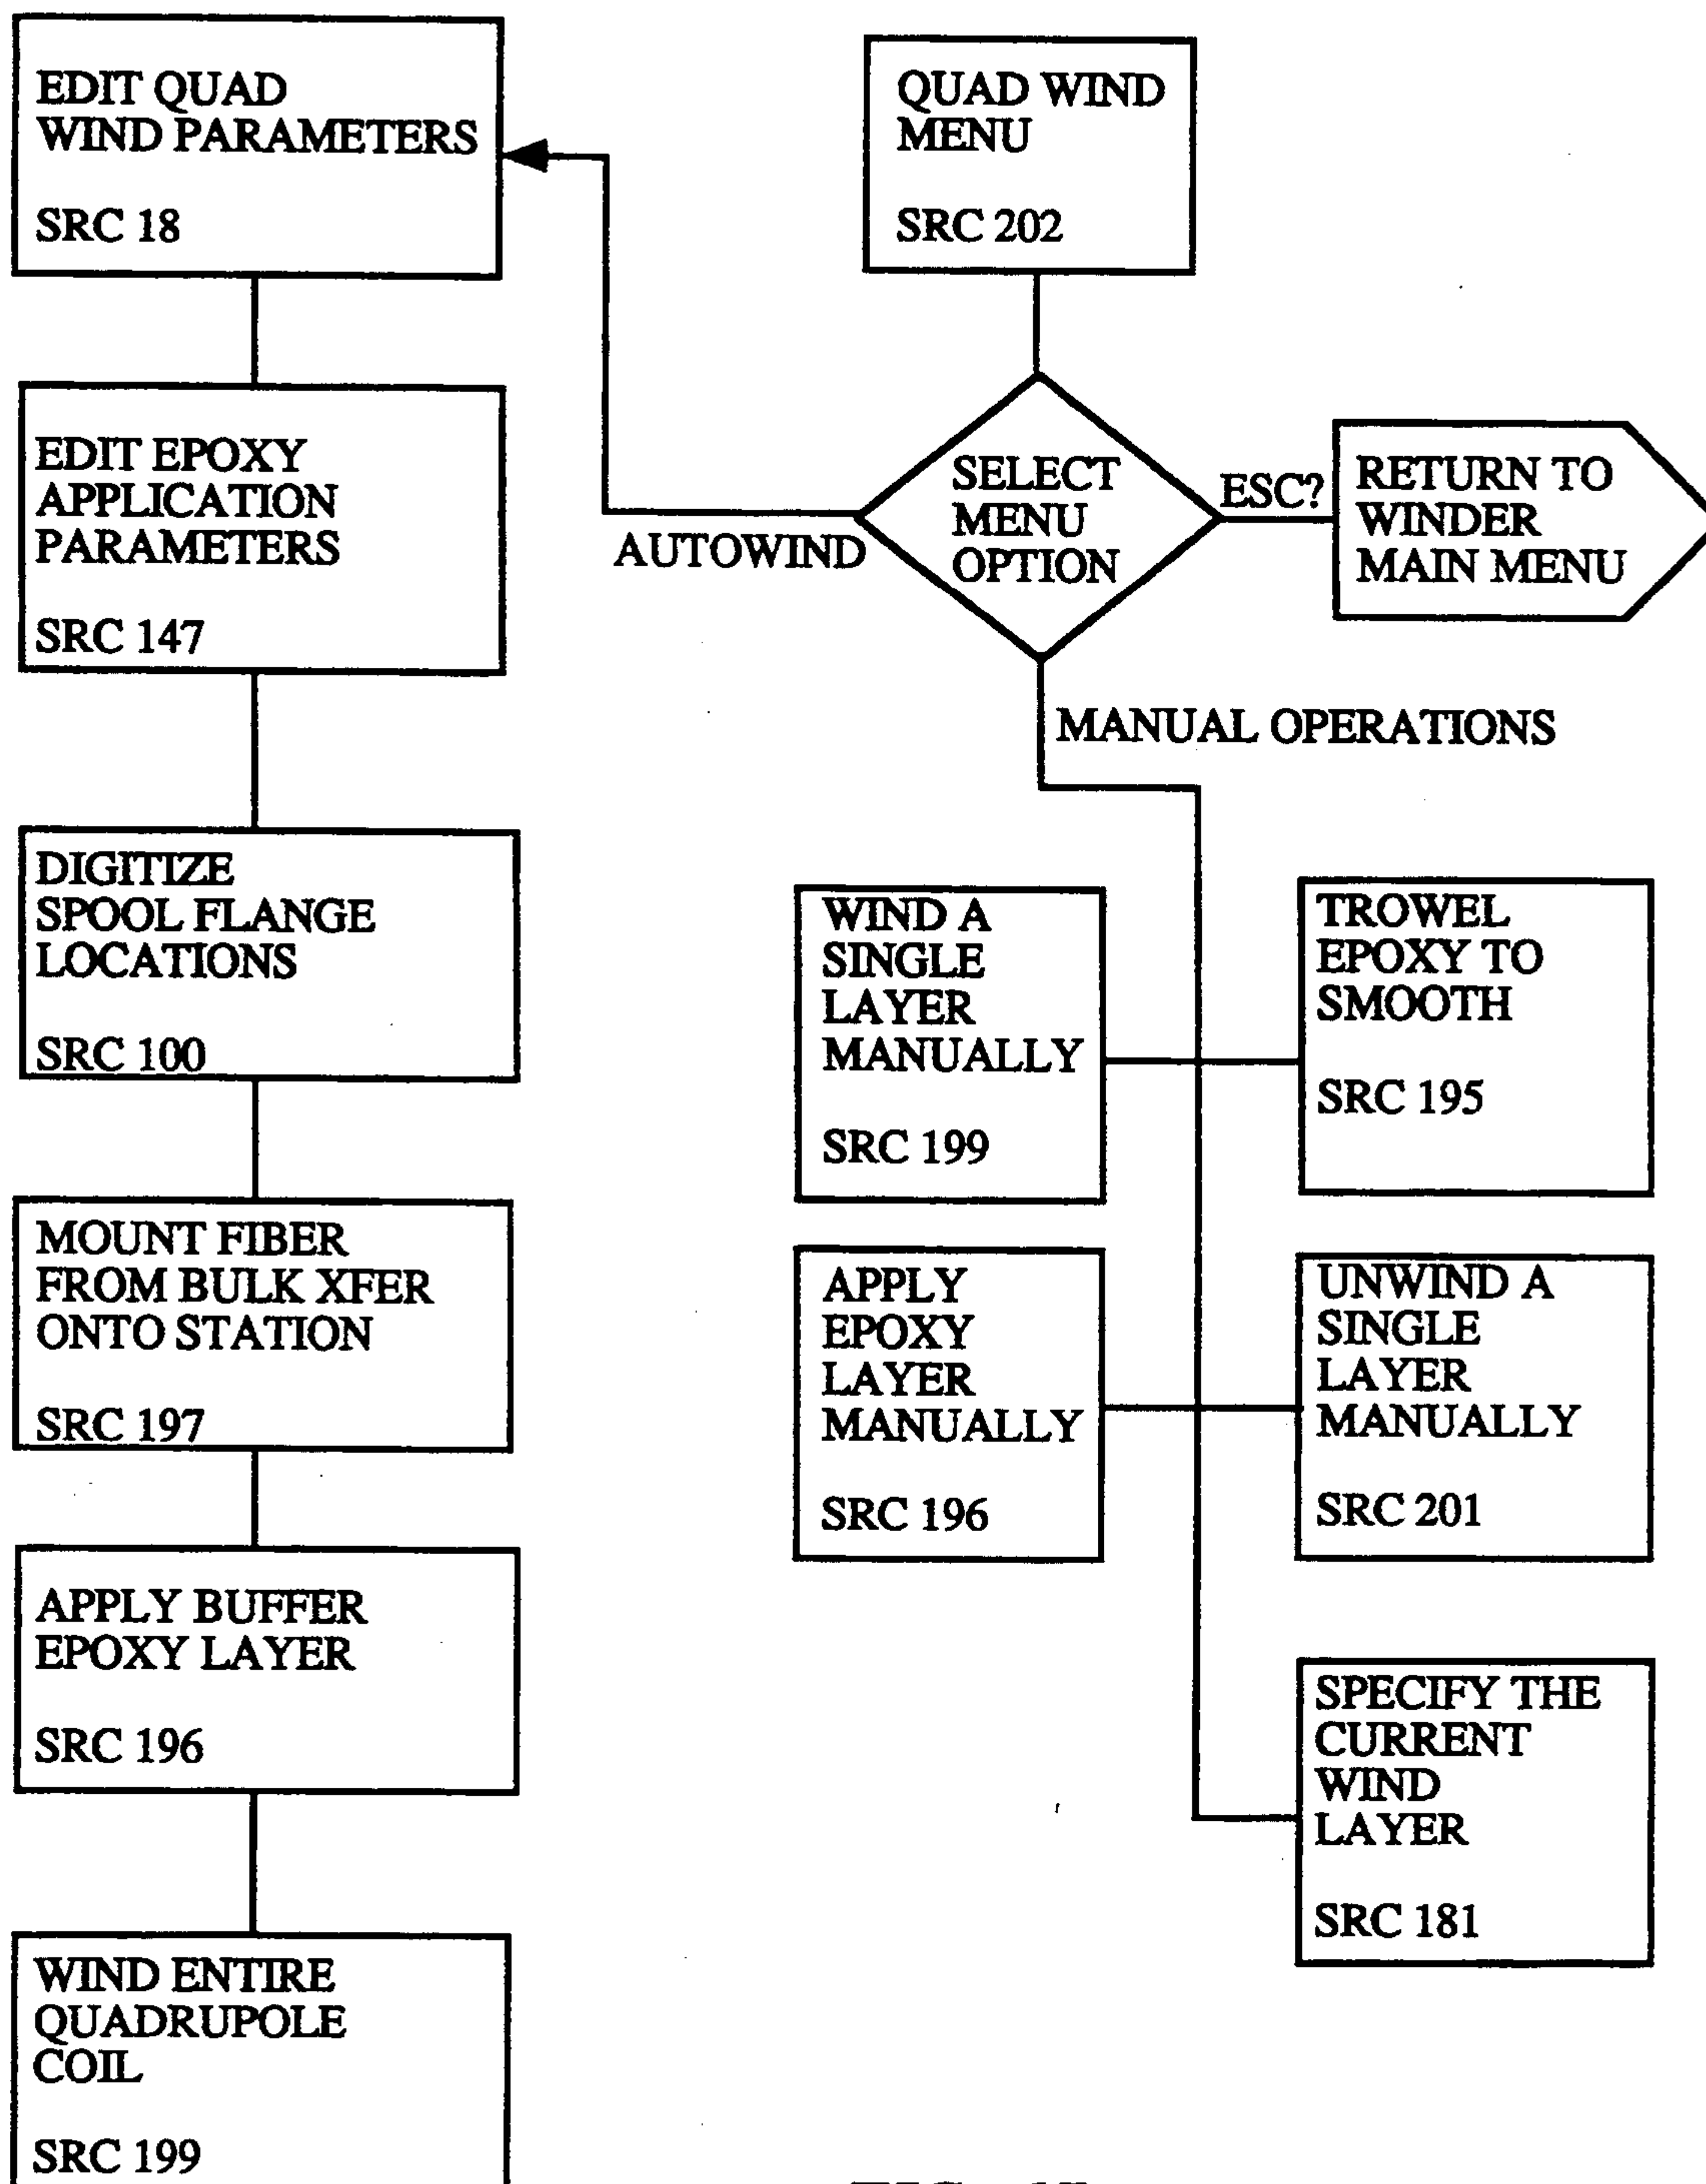 EDIT QUAD
WIND PARAMETERS
SRC 18
EDIT EPOXY
APPLICATION
PARAMETERS
SRC 147
DIGITIZE
SPOOL FLANGE
LOCATIONS
SRC 100
MOUNT FIBER
FROM BULK XFER
ONTO STATION
SRC 197
APPLY BUFFER
EPOXY LAYER
SRC 196
WIND ENTIRE
QUADRUPOLE
COIL
SRC 199
QUAD WIND
MENU
SRC 202
SELECT
MENU
OPTION
AUTOWIND
ESC?
RETURN TO
WINDER
MAIN MENU
MANUAL OPERATIONS
WIND A
SINGLE
LAYER
MANUALLY
SRC 199
TROWEL
EPOXY TO
SMOOTH
SRC 195
APPLY
EPOXY
LAYER
MANUALLY
SRC 196
UNWIND A
SINGLE
LAYER
MANUALLY
SRC 201
SPECIFY THE
CURRENT
WIND
LAYER
SRC 181